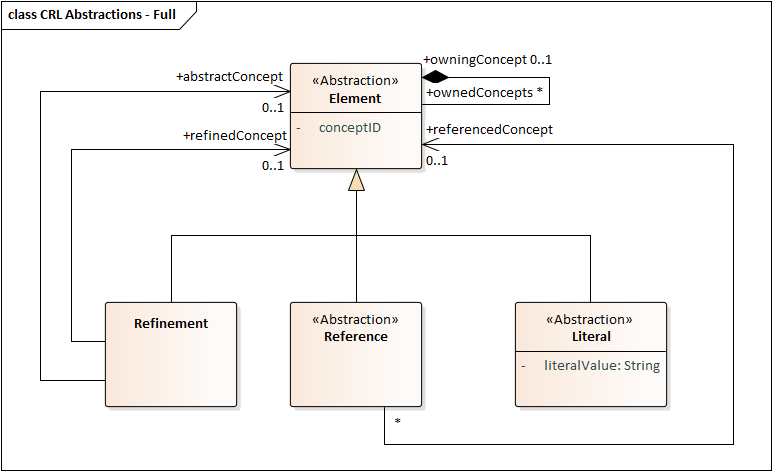 class CRL Abstractions - Full
+owningConcept 0..1
+abstractConcept
«Abstraction»
Element
+ownedConcepts *
0..1
- conceptID
+referencedConcept
+refinedConcept
0..1
0..1
Refinement
«Abstraction»
Reference
«Abstraction»
Literal
- literalValue: String
*